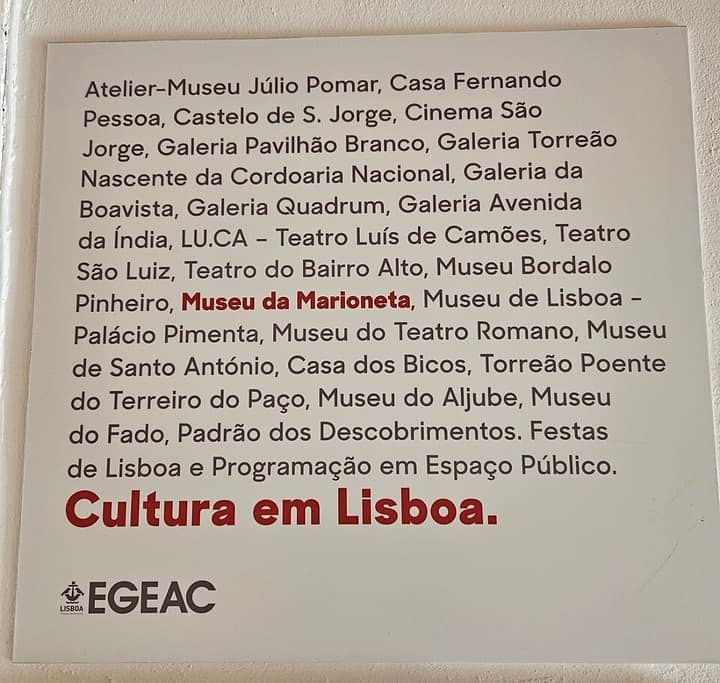 Atelier-Museu Júlio Pomar, Casa Fernando
Pessoa, Castelo de S. Jorge, Cinema São
Jorge, Galeria Pavilhão Branco, Galeria Torreão
Nascente da Cordoaria Nacional, Galeria da
Boavista, Galeria Quadrum, Galeria Avenida
da Índia, LU.CA – Teatro Luís de Camões, Teatro
São Luiz, Teatro do Bairro Alto, Museu Bordalo
Pinheiro, Museu da Marioneta, Museu de Lisboa –
Palácio Pimenta, Museu do Teatro Romano, Museu
de Santo António, Casa dos Bicos, Torreão Poente
do Terreiro do Paço, Museu do Aljube, Museu
do Fado, Padrão dos Descobrimentos. Festas
de Lisboa e Programação em Espaço Público.
Cultura em Lisboa.
LISBOA EGEAC